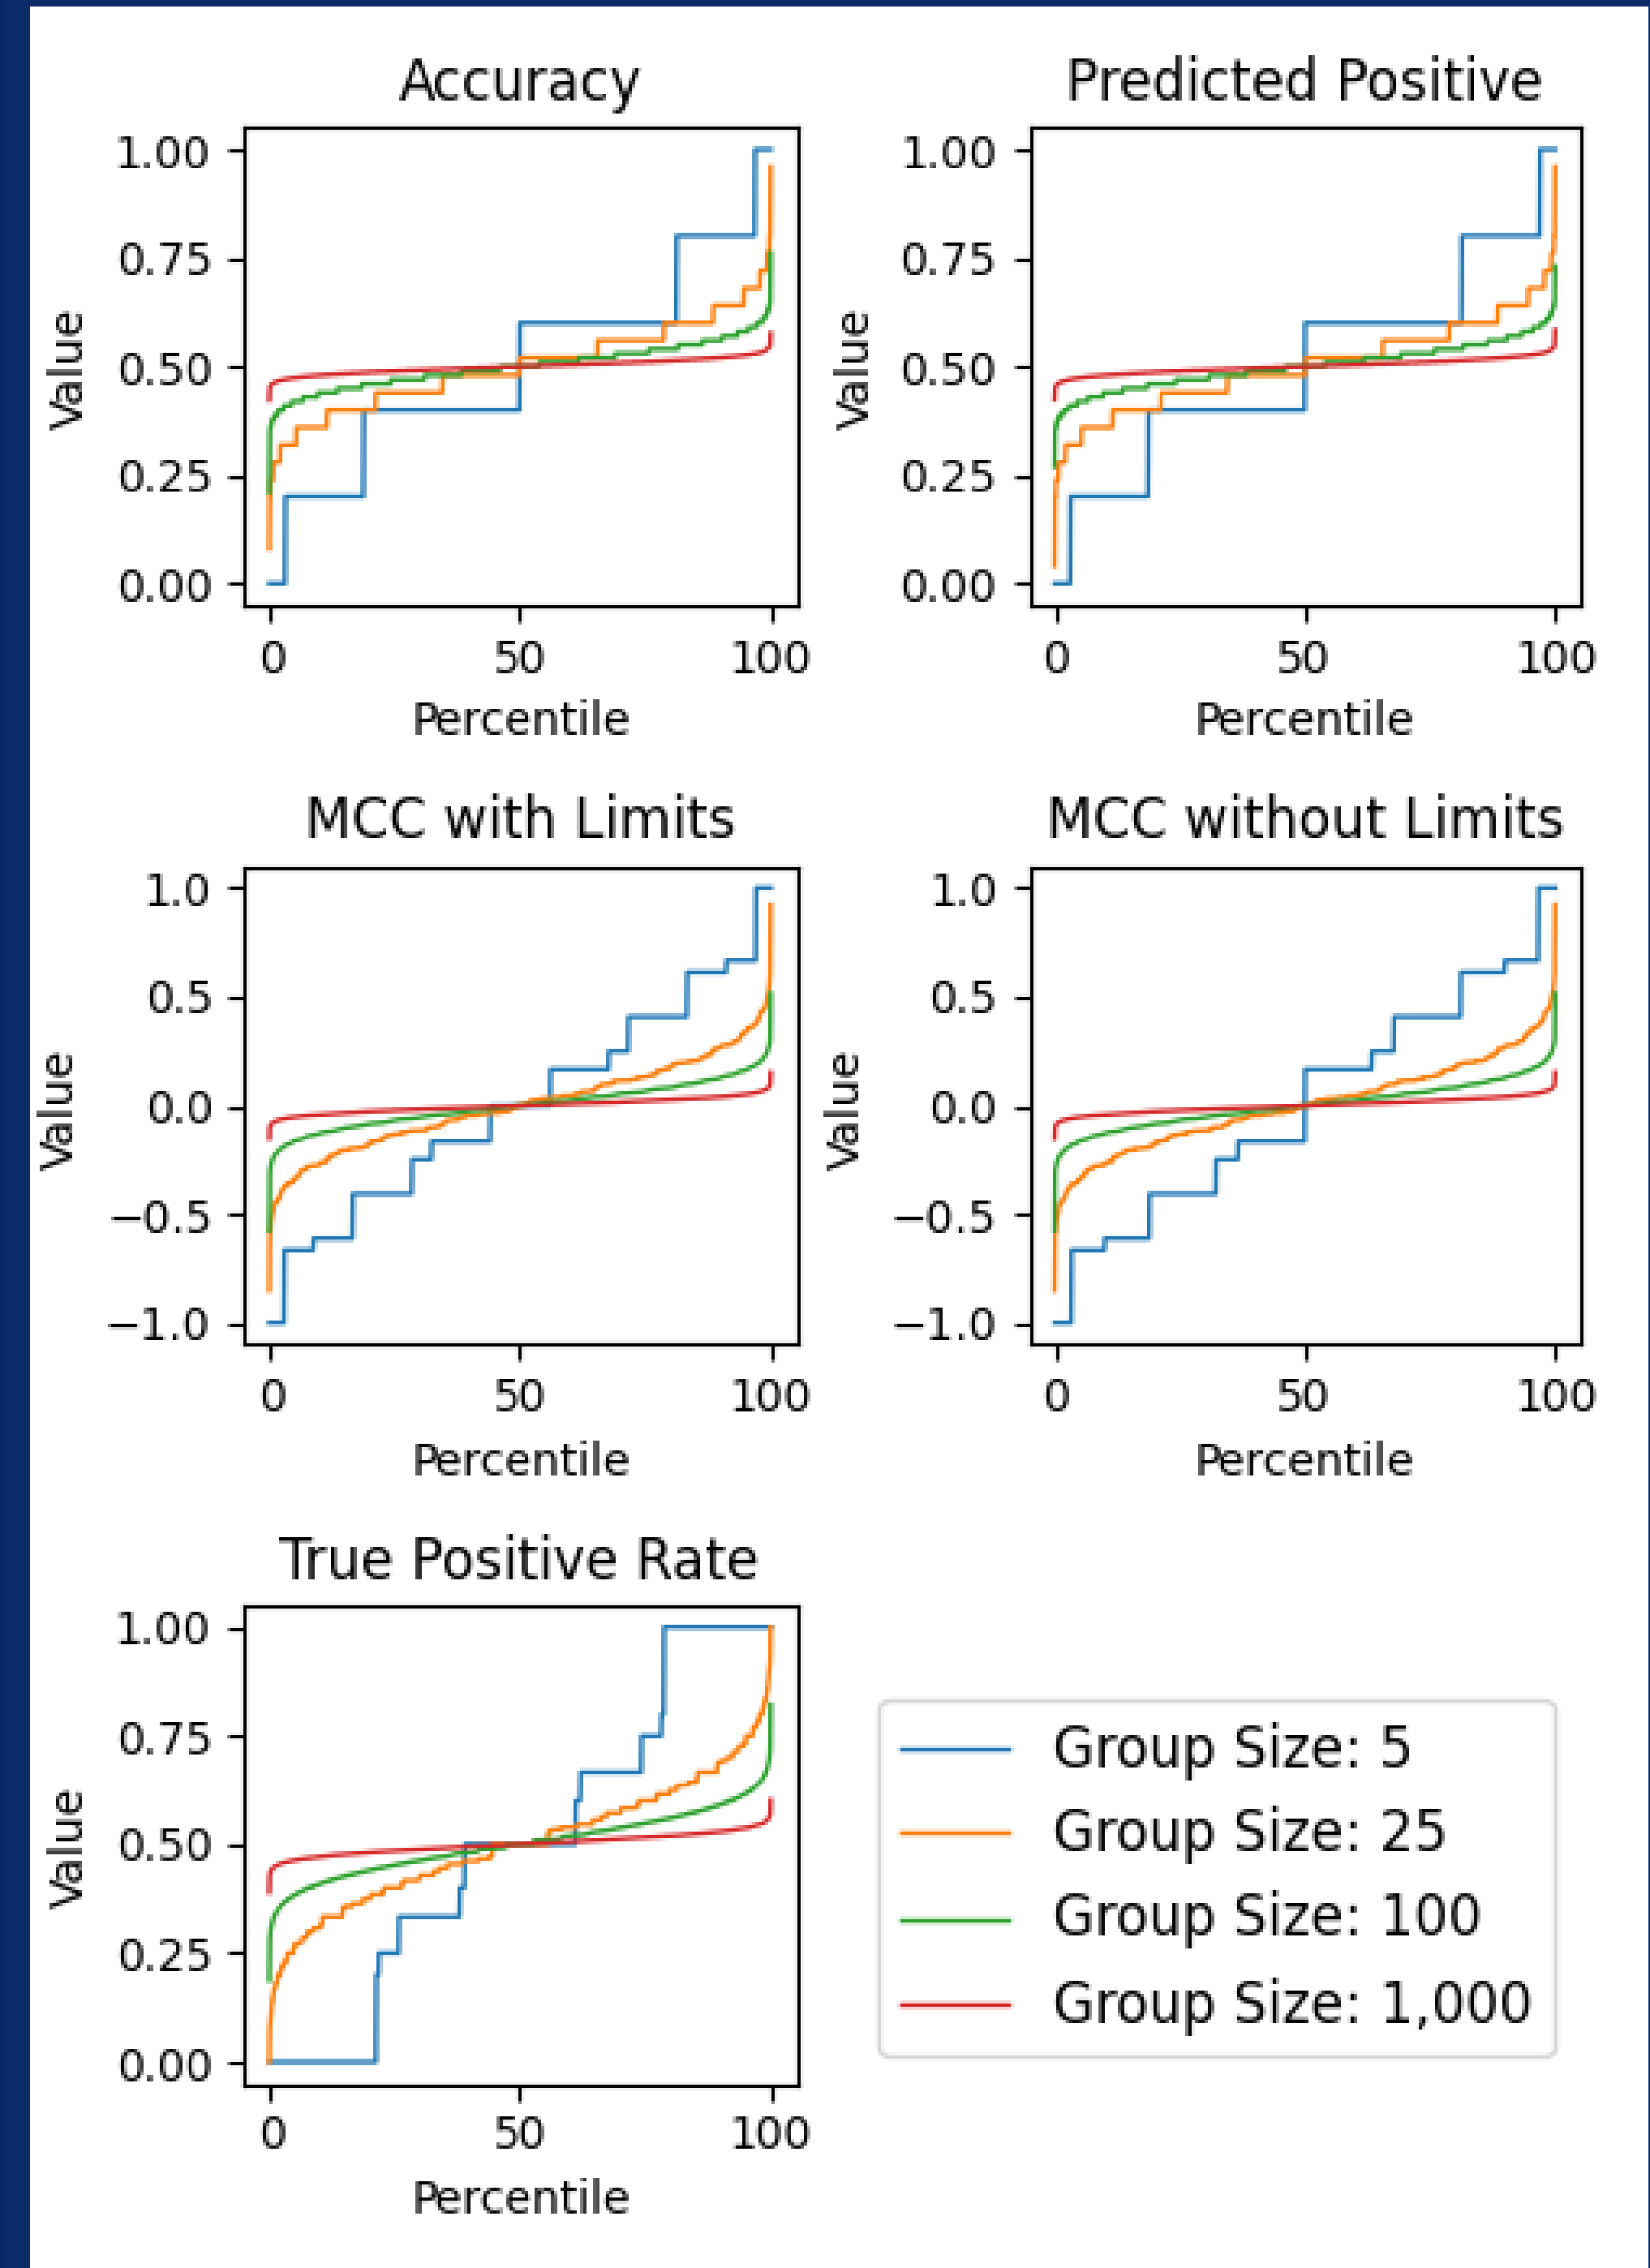 Accuracy
1.00
0.75
0.50
0.25
0.00
Value
0 50 100
Percentile
Predicted Positive
1.00
0.75
0.50
0.25
0.00
Value
0 50 100
Percentile
MCC with Limits
1.0
0.5
0.0
−0.5
−1.0
Value
0 50 100
Percentile
MCC without Limits
1.0
0.5
0.0
−0.5
−1.0
Value
0 50 100
Percentile
True Positive Rate
1.00
0.75
0.50
0.25
0.00
Value
0 50 100
Percentile
Group Size: 5
Group Size: 25
Group Size: 100
Group Size: 1,000